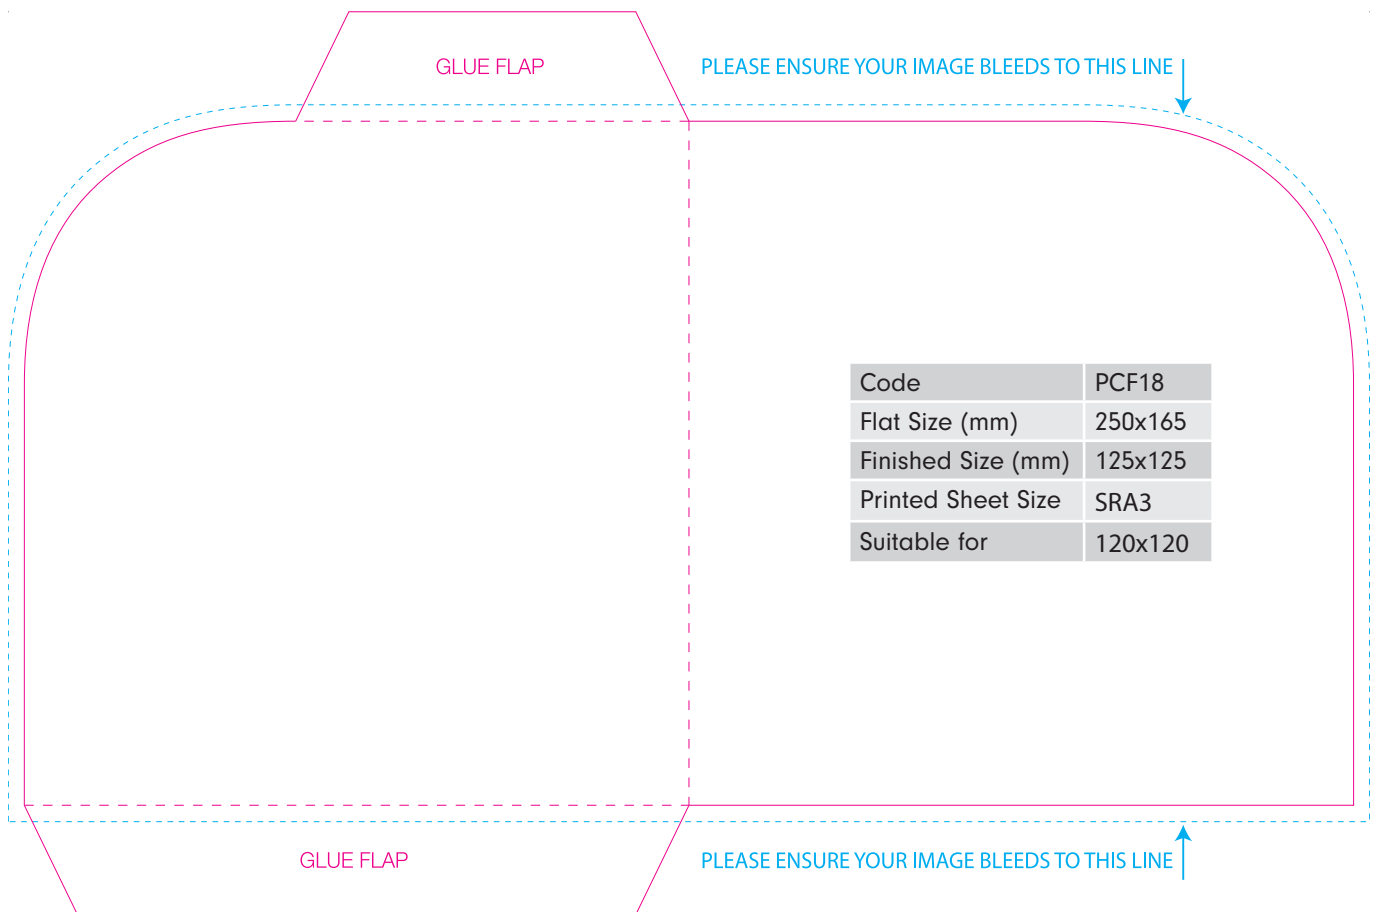 GLUE FLAP
PLEASE ENSURE YOUR IMAGE BLEEDS TO THIS LINE
Code PCF18
Flat Size (mm) 250x165
Finished Size (mm) 125x125
Printed Sheet Size SRA3
Suitable for 120x120
GLUE FLAP
PLEASE ENSURE YOUR IMAGE BLEEDS TO THIS LINE